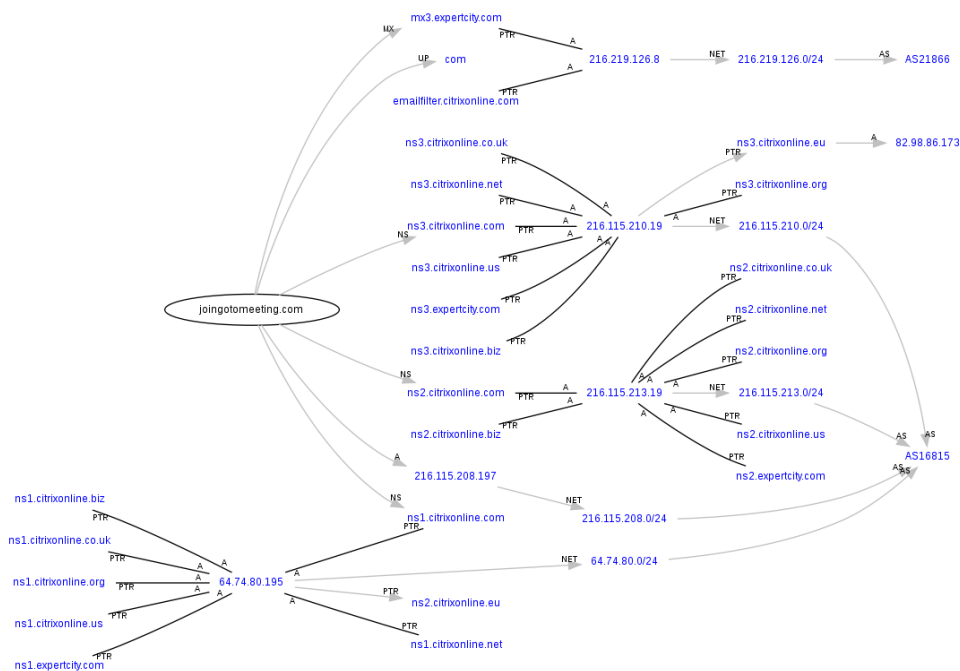 mx3.expertcity.com
MX
PTR
A
UP
com
A
216.219.126.8
NET
216.219.126.0/24
AS
AS21866
PTR
emailfilter.citrixonline.com
ns3.citrixonline.co.uk
PTR
ns3.citrixonline.eu
PTR
A
82.98.86.173
ns3.citrixonline.net
PTR
A
A
ns3.citrixonline.org
PTR
NS
ns3.citrixonline.com
PTR
A
216.115.210.19
A
NET
216.115.210.0/24
A
A
A
ns3.citrixonline.us
PTR
ns2.citrixonline.co.uk
PTR
joingotomeeting.com
ns3.expertcity.com
PTR
ns2.citrixonline.net
PTR
ns3.citrixonline.biz
PTR
ns2.citrixonline.org
PTR
NS
ns2.citrixonline.com
PTR
A
A
A
A
216.115.213.19
NET
216.115.213.0/24
A
A
A
ns2.citrixonline.biz
PTR
PTR
ns2.citrixonline.us
AS
AS
AS16815
A
216.115.208.197
PTR
ns2.expertcity.com
AS
AS
NS
NET
216.115.208.0/24
ns1.citrixonline.biz
PTR
ns1.citrixonline.com
PTR
ns1.citrixonline.co.uk
PTR
A
A
NET
64.74.80.0/24
ns1.citrixonline.org
PTR
A
64.74.80.195
A
PTR
ns2.citrixonline.eu
ns1.citrixonline.us
PTR
A
A
A
PTR
ns1.citrixonline.net
PTR
ns1.expertcity.com